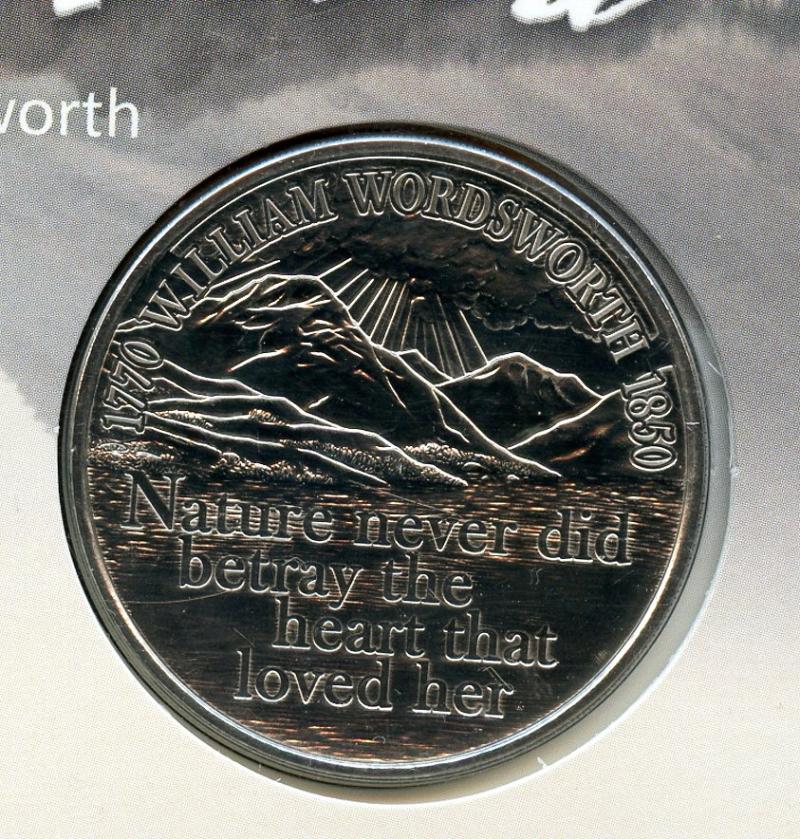 worth
1770 WILLIAM WORDSWORTH 1850
Nature never did
betray the
heart that
loved her